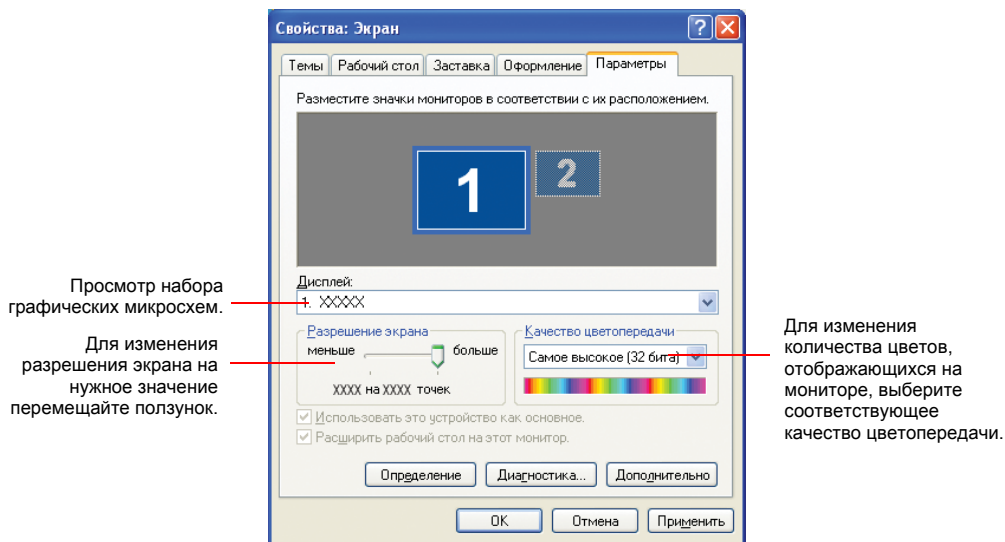 Свойства: Экран
Темы Рабочий стол Заставка Оформление Параметры
Разместите значки мониторов в соответствии с их расположением.
1 2
Дисплей:
1. XXXXX
Разрешение экрана
меньше больше
XXXX на XXXX точек
Качество цветопередачи
Самое высокое (32 бита)
Использовать это устройство как основное.
Расширить рабочий стол на этот монитор.
Определение Диагностика... Дополнительно
OK Отмена Применить
Просмотр набора
графических микросхем.
Для изменения
разрешения экрана на
нужное значение
перемещайте ползунок.
Для изменения
количества цветов,
отображающихся на
мониторе, выберите
соответствующее
качество цветопередачи.